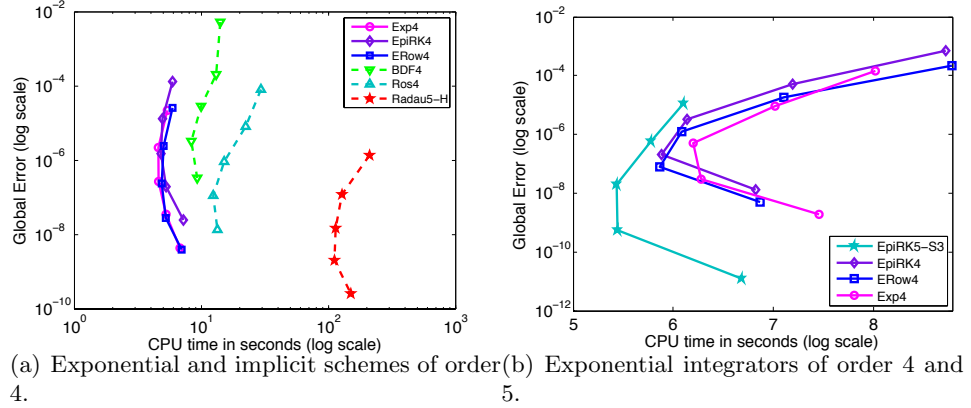 10^-2
10^-4
10^-6
10^-8
10^-10
Global Error (log scale)
10^0
10^1
10^2
10^3
CPU time in seconds (log scale)
Exp4
EpiRK4
ERow4
BDF4
Ros4
Radau5-H
(a) Exponential and implicit schemes of order
4.
10^-2
10^-4
10^-6
10^-8
10^-10
10^-12
Global Error (log scale)
5
6
7
8
CPU time in seconds (log scale)
EpiRK5-S3
EpiRK4
ERow4
Exp4
(b) Exponential integrators of order 4 and
5.